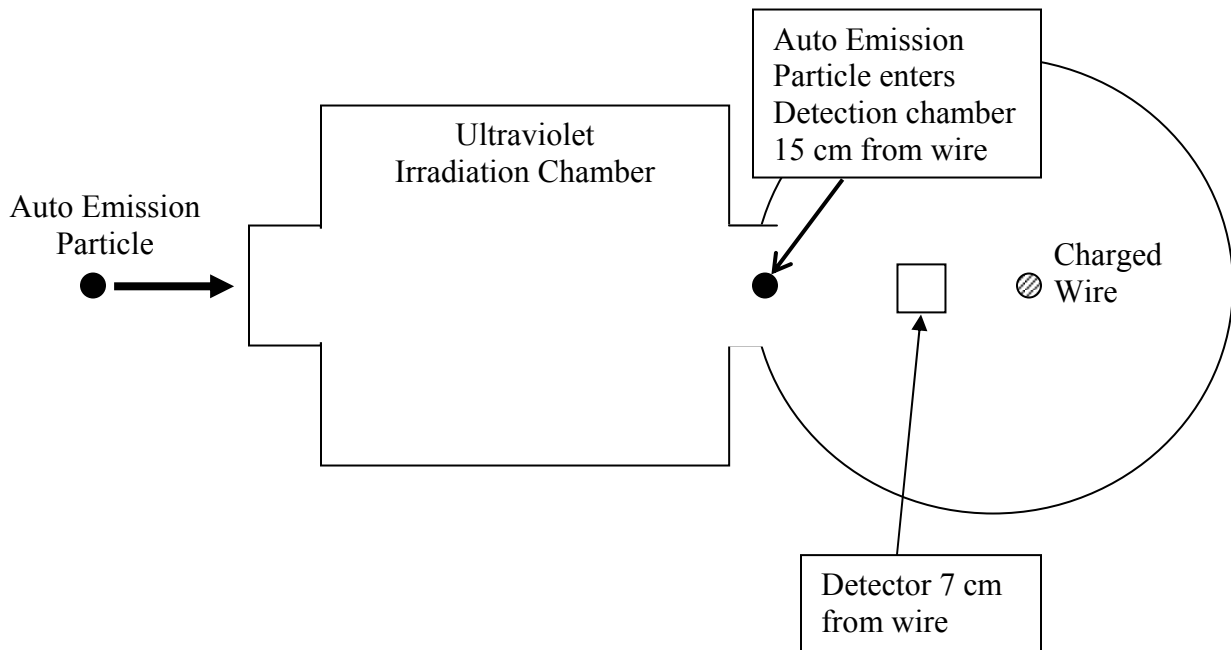 Auto Emission
Particle enters
Detection chamber
15 cm from wire
Ultraviolet
Irradiation Chamber
Auto Emission
Particle
Charged
Wire
Detector 7 cm
from wire